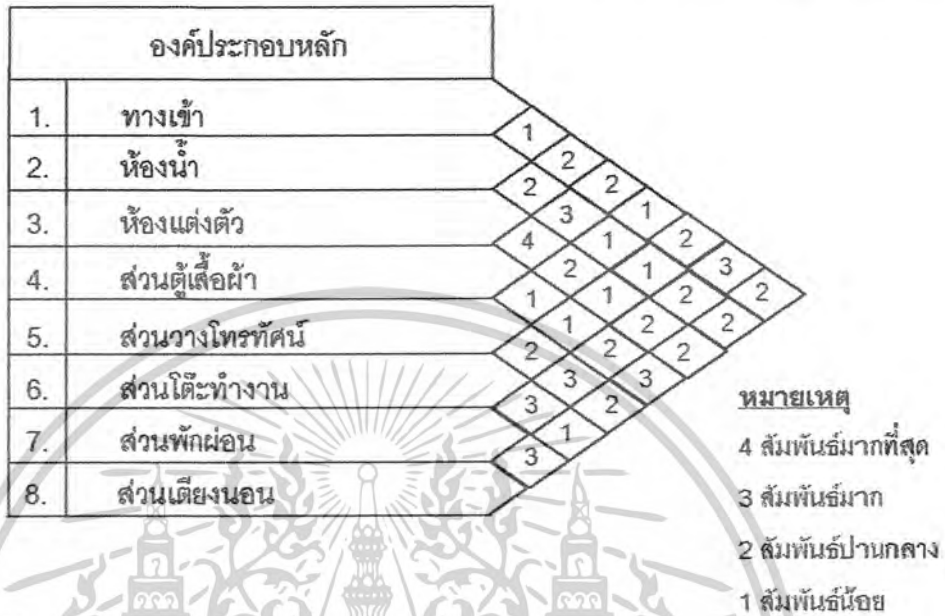 องค์ประกอบหลัก
1. ทางเข้า
2. ห้องน้ำ
3. ห้องแต่งตัว
4. ส่วนตู้เสื้อผ้า
5. ส่วนวางโทรทัศน์
6. ส่วนโต๊ะทำงาน
7. ส่วนพักผ่อน
8. ส่วนเตียงนอน
1
2
2 2
3 1
4 1 2
2 1 3
1 1 2 2
1 2 2
2 2 2
3 3
3 2
1
3
หมายเหตุ
4 สัมพันธ์มากที่สุด
3 สัมพันธ์มาก
2 สัมพันธ์ปานกลาง
1 สัมพันธ์น้อย